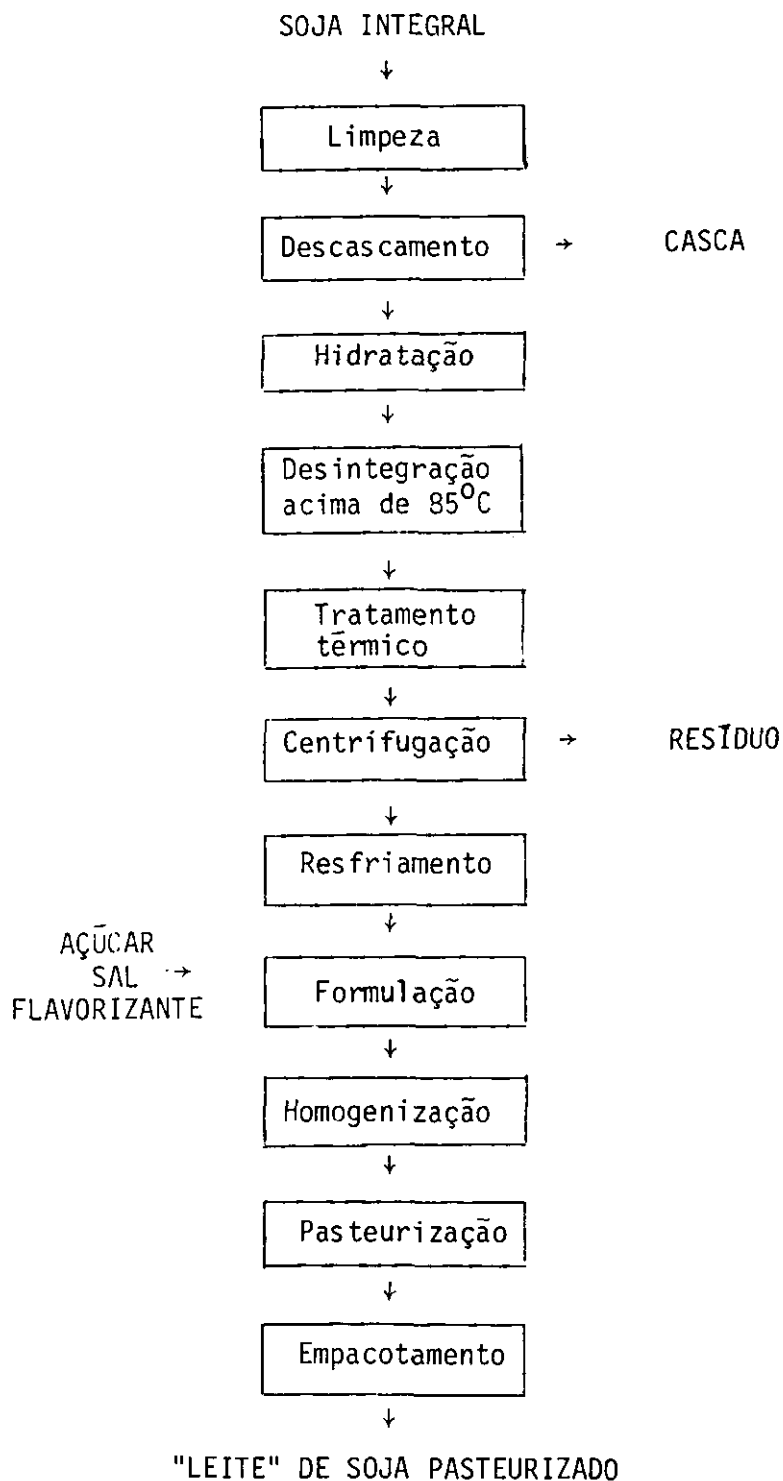 SOJA INTEGRAL
↓
Limpeza
↓
Descascamento → CASCA
↓
Hidratação
↓
Desintegração
acima de 85ºC
↓
Tratamento
térmico
↓
Centrifugação → RESÍDUO
↓
Resfriamento
↓
AÇÚCAR
SAL →
FLAVORIZANTE
Formulação
↓
Homogenização
↓
Pasteurização
↓
Empacotamento
↓
"LEITE" DE SOJA PASTEURIZADO